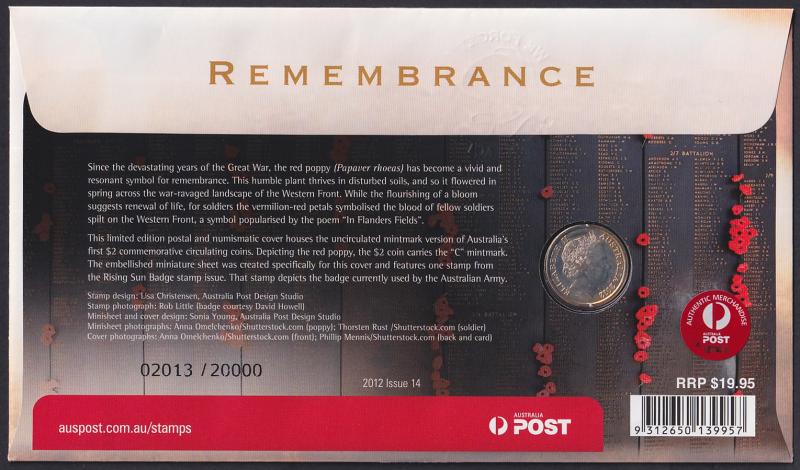 REMEMBRANCE
Since the devastating years of the Great War, the red poppy (Papaver rhoeas) has become a vivid and
resonant symbol for remembrance. This humble plant thrives in disturbed soils, and so it flowered in
spring across the war-ravaged landscape of the Western Front. While the flourishing of a bloom
suggests renewal of life, for soldiers the vermilion-red petals symbolised the blood of fellow soldiers
spilt on the Western Front, a symbol popularised by the poem "In Flanders Fields".
This limited edition postal and numismatic cover houses the uncirculated mintmark version of Australia's
first $2 commemorative circulating coins. Depicting the red poppy, the $2 coin carries the "C" mintmark.
The embellished miniature sheet was created specifically for this cover and features one stamp from
the Rising Sun Badge stamp issue. That stamp depicts the badge currently used by the Australian Army.
Stamp design: Lisa Christensen, Australia Post Design Studio
Stamp photograph: Rob Little (badge courtesy David Howell)
Minisheet and cover design: Sonia Young, Australia Post Design Studio
Minisheet photographs: Anna Omelchenko/Shutterstock.com (poppy); Thorsten Rust /Shutterstock.com (soldier)
Cover photographs: Anna Omelchenko/Shutterstock.com (front); Phillip Mennis/Shutterstock.com (back and card)
02013 / 20000
2012 Issue 14
2/7 BATTALION
AUTHENTIC MERCHANDISE
AUSTRALIA
POST
RRP $19.95
9 312650 139957
auspost.com.au/stamps
AUSTRALIA
POST